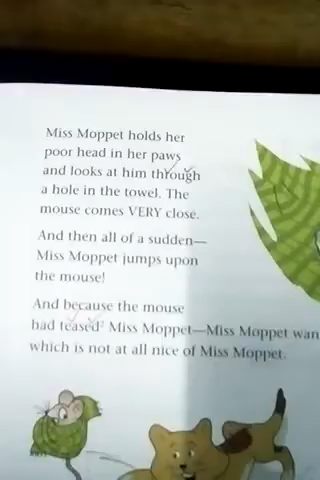 Miss Moppet holds her
poor head in her paws
and looks at him through
a hole in the towel. The
mouse comes VERY close.
And then all of a sudden—
Miss Moppet jumps upon
the mouse!
And because the mouse
had teased² Miss Moppet—Miss Moppet wan
which is not at all nice of Miss Moppet.